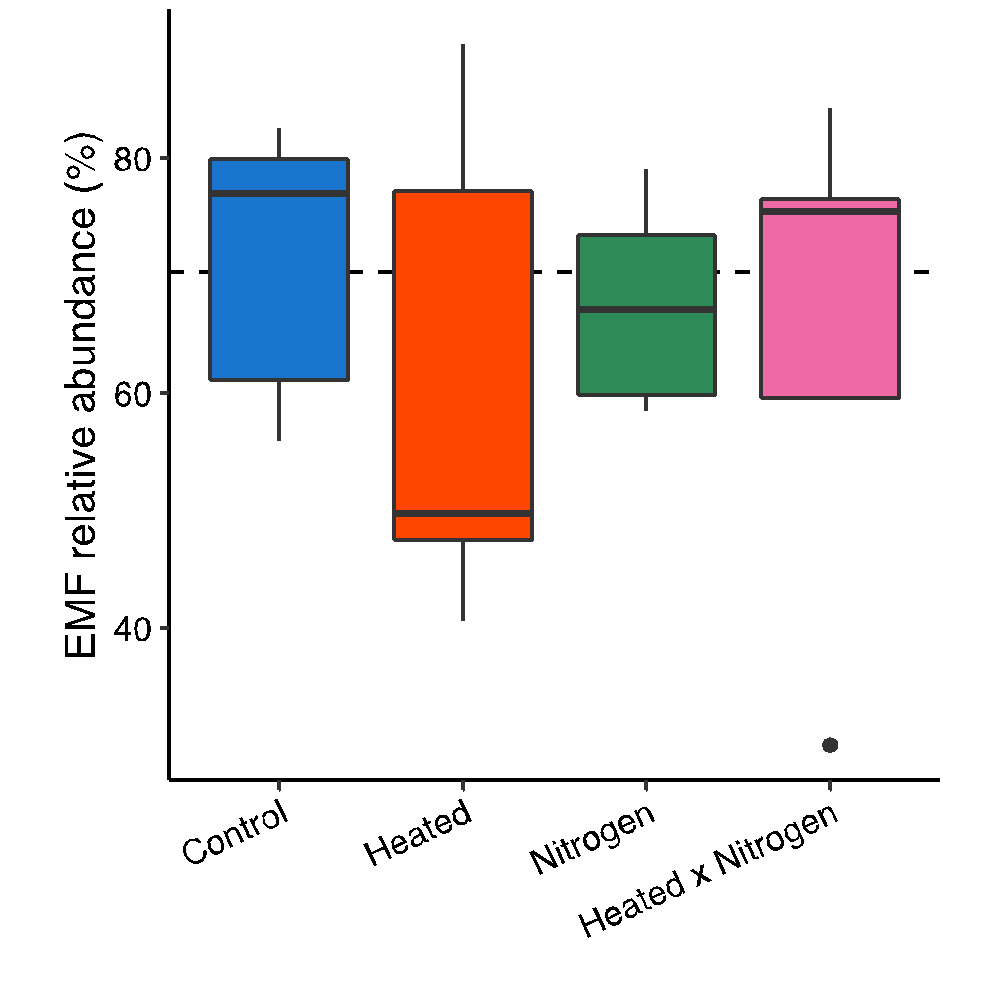 EMF relative abundance (%)
80
60
40
Control
Heated
Nitrogen
Heated x Nitrogen